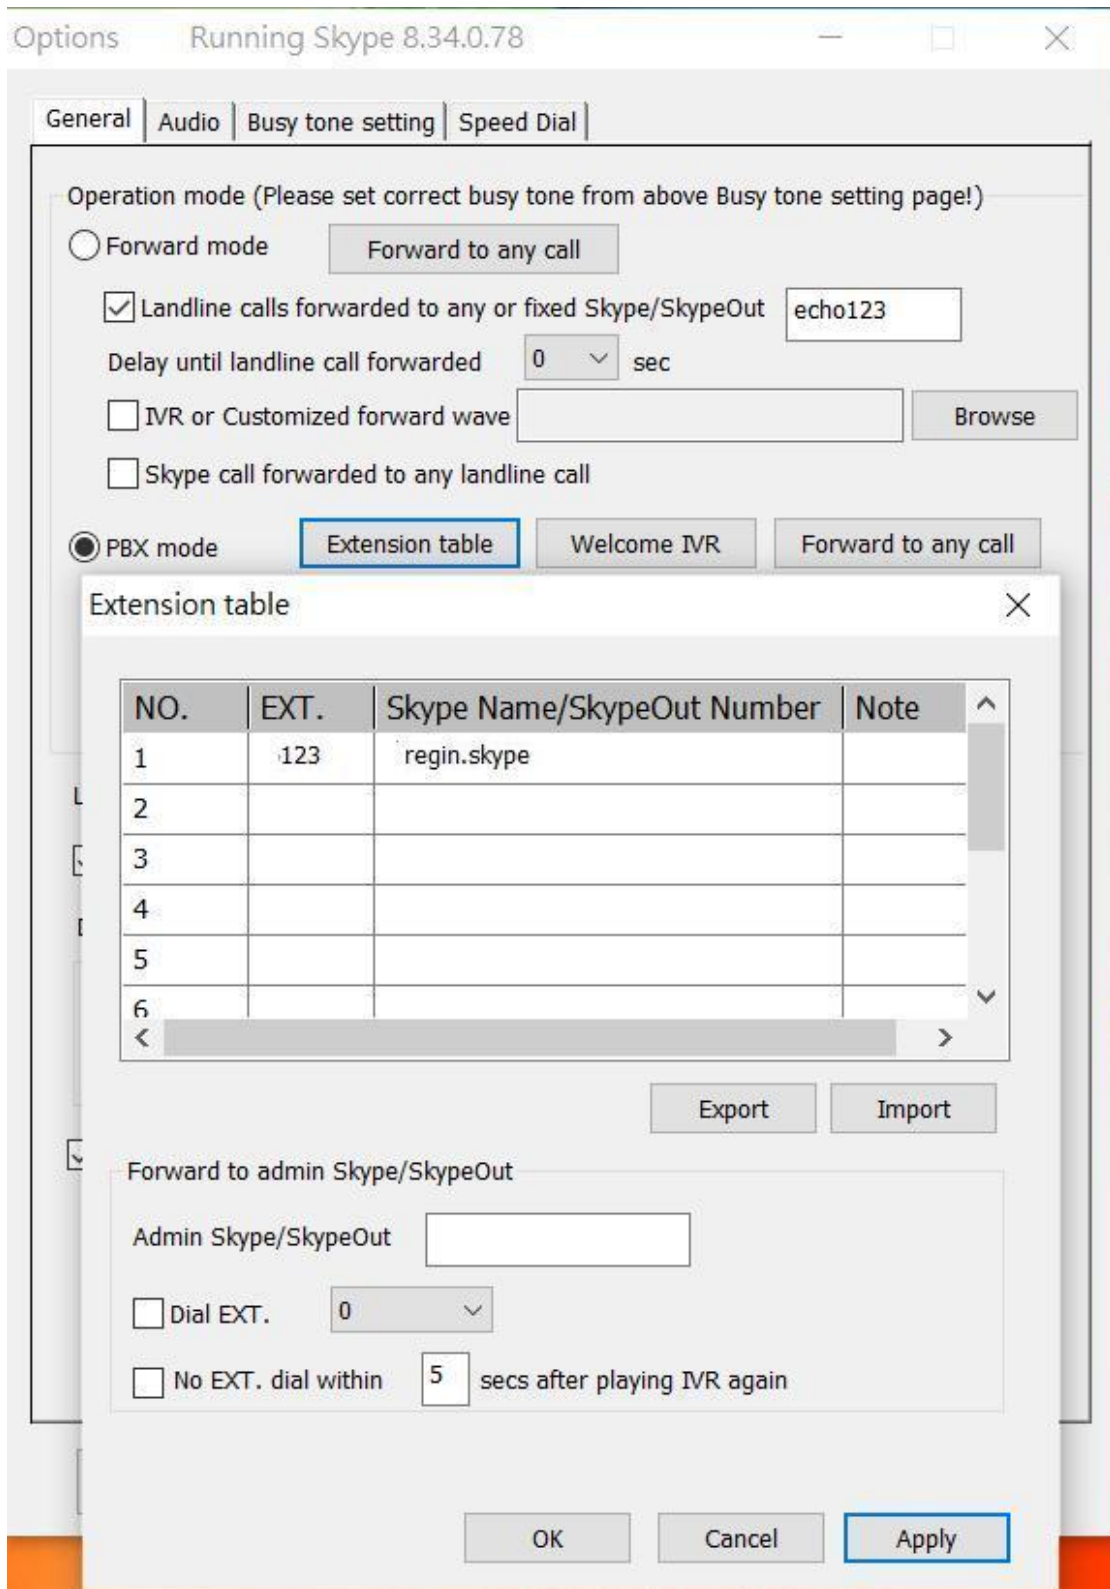 Options Running Skype 8.34.0.78
General Audio Busy tone setting Speed Dial
Operation mode (Please set correct busy tone from above Busy tone setting page!)
Forward mode Forward to any call
Landline calls forwarded to any or fixed Skype/SkypeOut echo123
Delay until landline call forwarded 0 sec
IVR or Customized forward wave Browse
Skype call forwarded to any landline call
PBX mode Extension table Welcome IVR Forward to any call
Extension table
NO. EXT. Skype Name/SkypeOut Number Note
1 123 regin.skype
2
3
4
5
6
Export Import
Forward to admin Skype/SkypeOut
Admin Skype/SkypeOut
Dial EXT. 0
No EXT. dial within 5 secs after playing IVR again
OK Cancel Apply